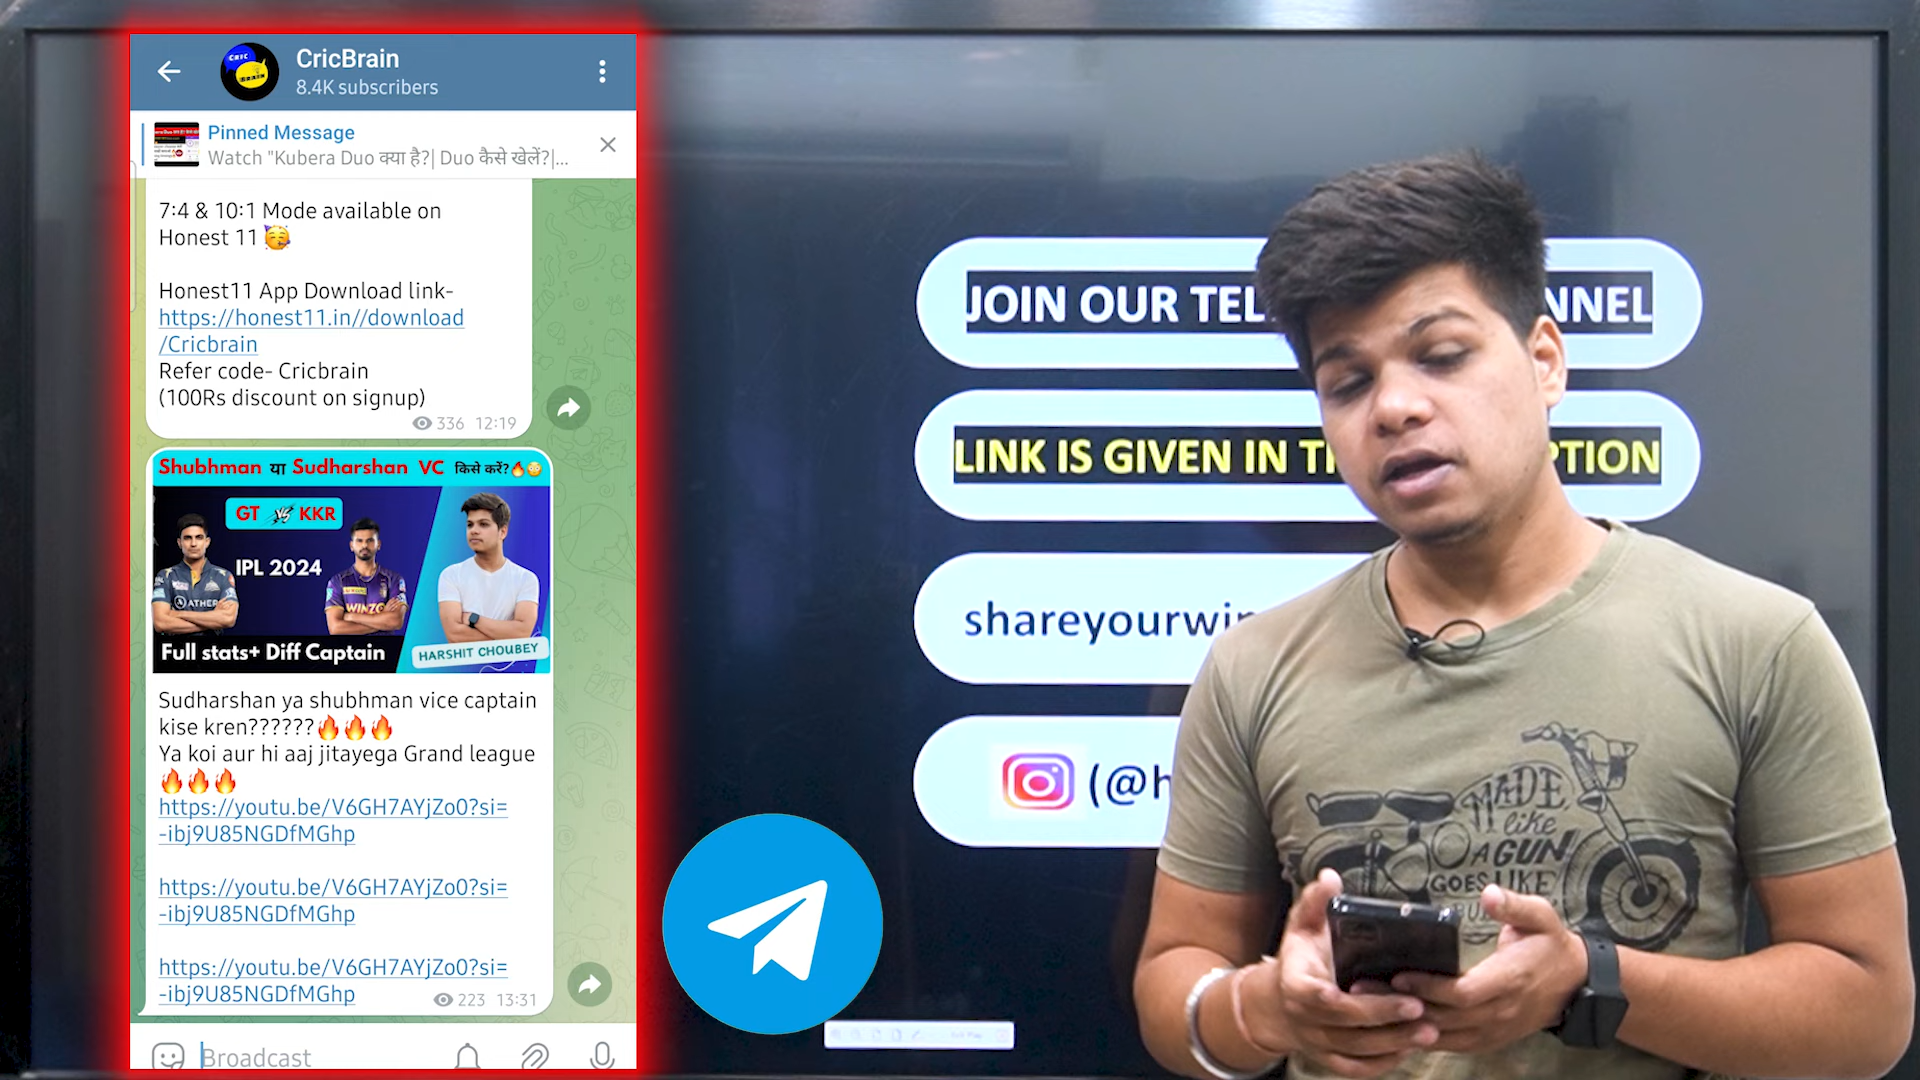 CricBrain
8.4K subscribers
Pinned Message
Watch "Kubera Duo क्या है?| Duo कैसे खेलें?|...
7:4 & 10:1 Mode available on
Honest 11
Honest11 App Download link-
https://honest11.in//download
/Cricbrain
Refer code- Cricbrain
(100Rs discount on signup)
336 12:19
Shubhman या Sudharshan VC किसे करें?
GT VS KKR
IPL 2024
ATHER
WINZO
Full stats+ Diff Captain
HARSHIT CHOUBEY
Sudharshan ya shubhman vice captain
kise kren??????
Ya koi aur hi aaj jitayega Grand league
https://youtu.be/V6GH7AYjZo0?si=
-ibj9U85NGDfMGhp
https://youtu.be/V6GH7AYjZo0?si=
-ibj9U85NGDfMGhp
https://youtu.be/V6GH7AYjZo0?si=
-ibj9U85NGDfMGhp
223 13:31
Broadcast
JOIN OUR TEL NNEL
LINK IS GIVEN IN TH PTION
shareyourwin
(@h
MADE
like
A GUN
GOES LIKE